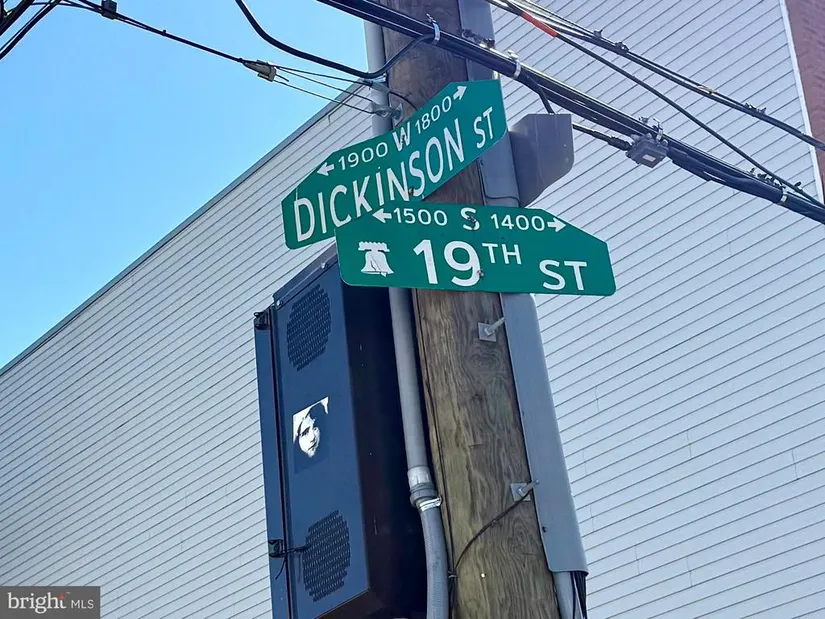 ← 1900 W 1800 →
DICKINSON ST
← 1500 S 1400 →
19TH ST
bright MLS